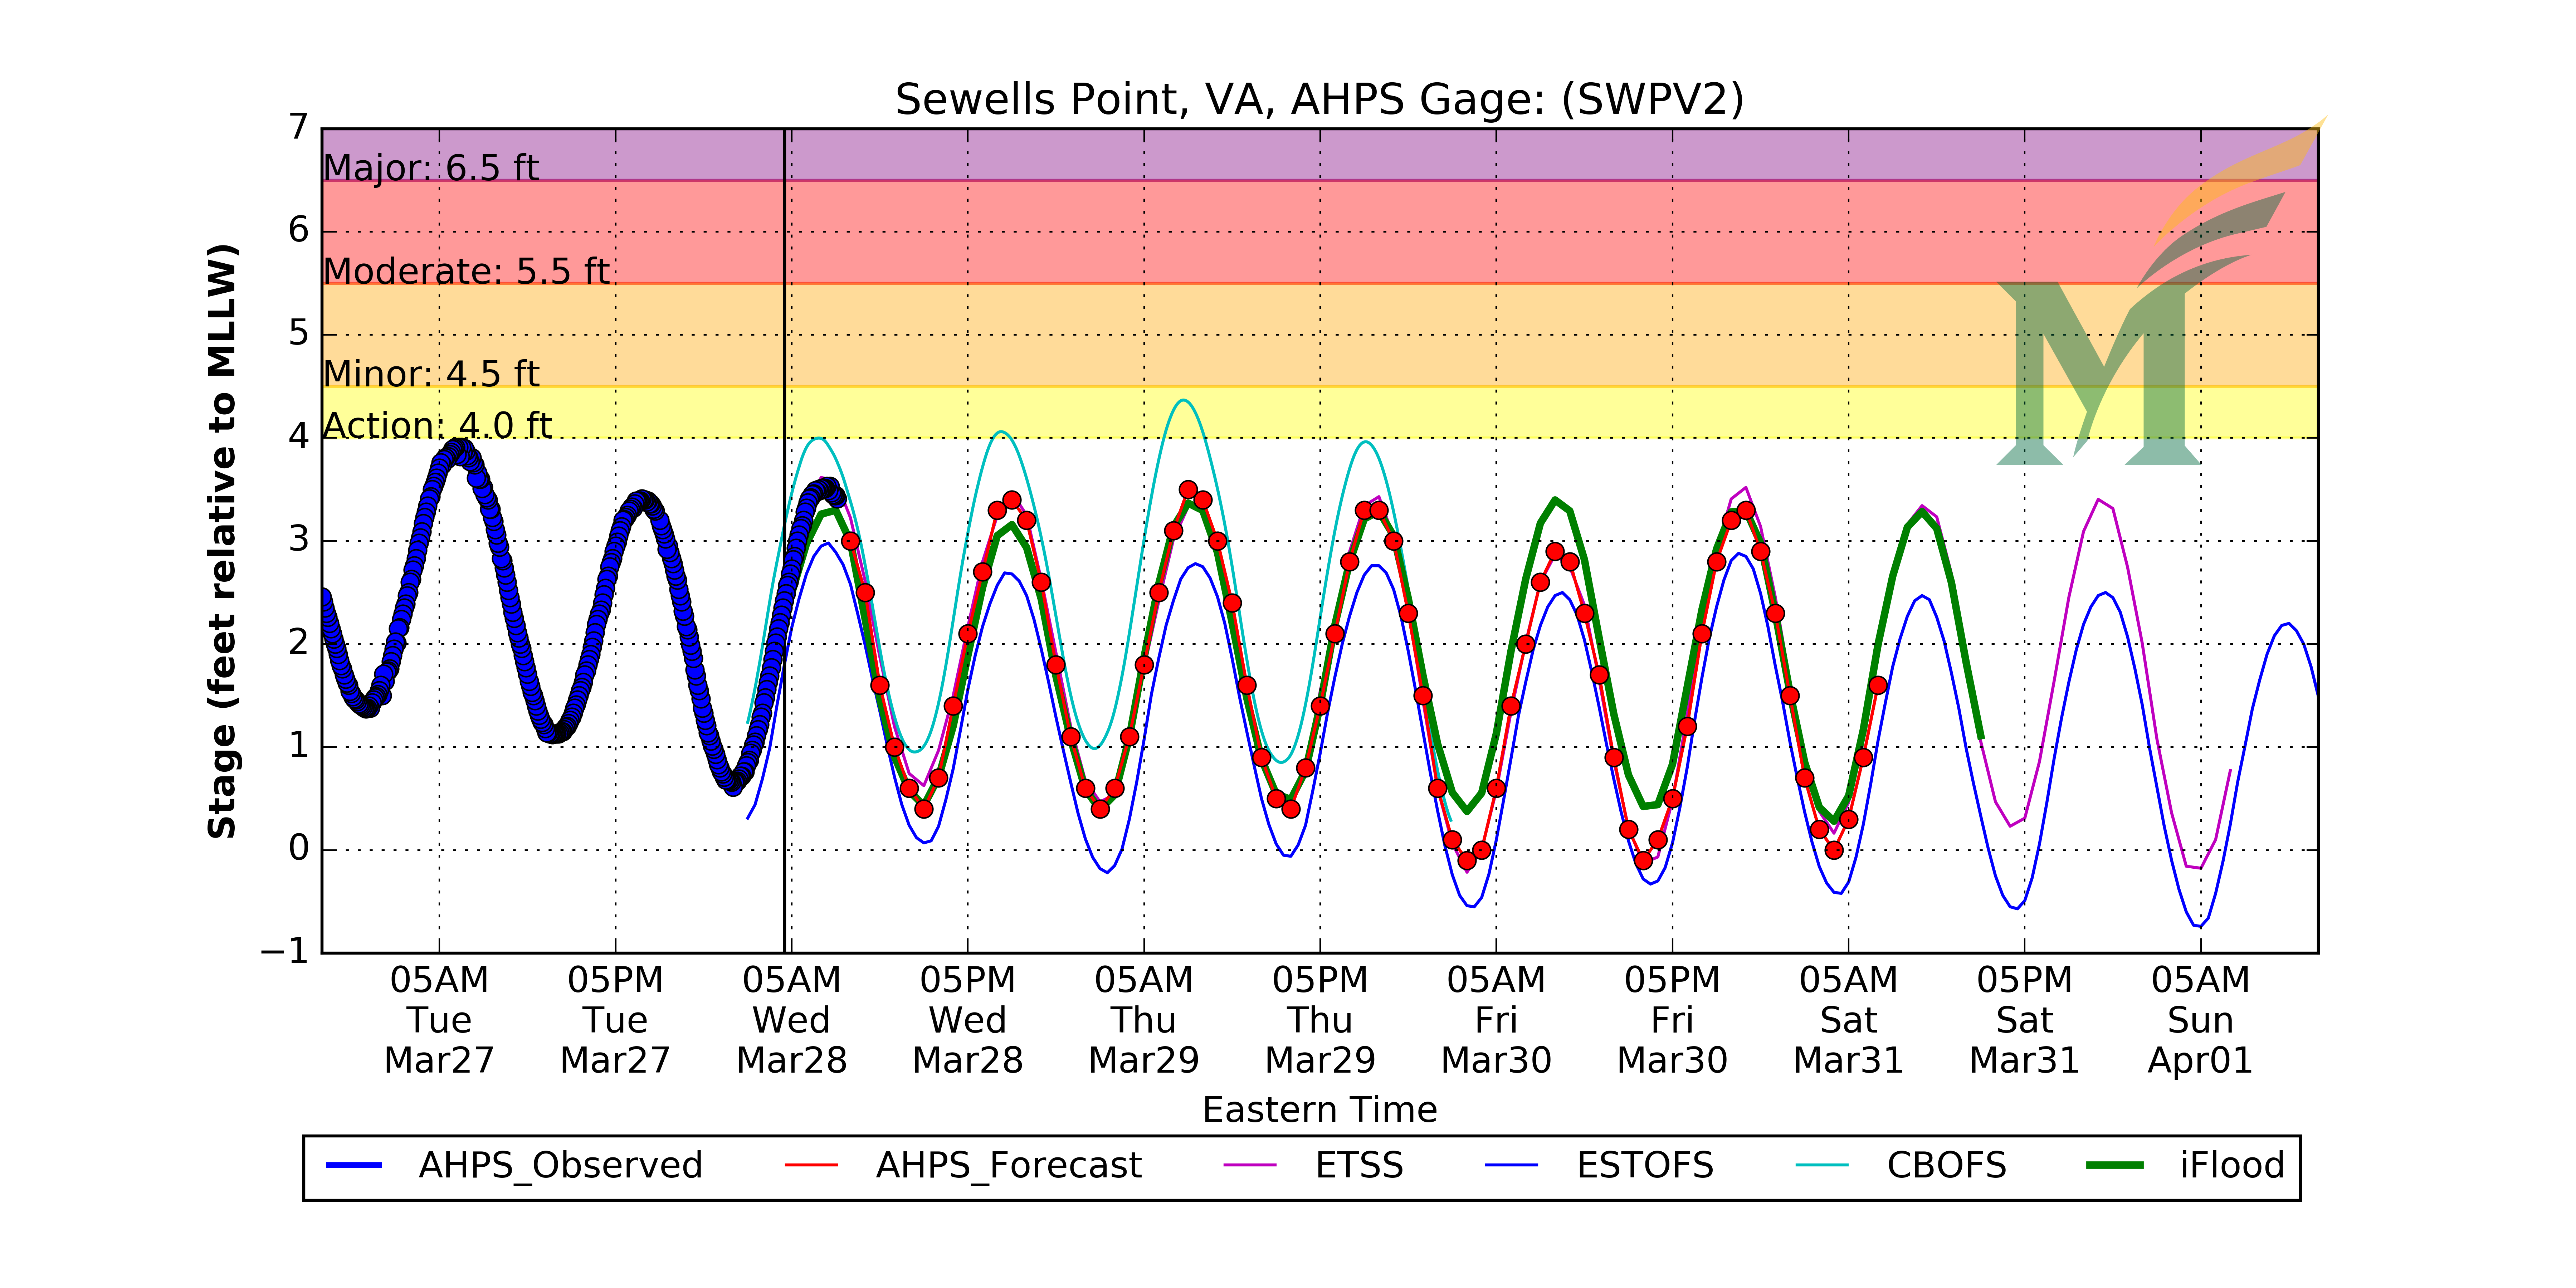 Sewells Point, VA, AHPS Gage: (SWPV2)
Stage (feet relative to MLLW)
7
6
5
4
3
2
1
0
−1
Major: 6.5 ft
Moderate: 5.5 ft
Minor: 4.5 ft
Action: 4.0 ft
M
05AM 05PM 05AM 05PM 05AM 05PM 05AM 05PM 05AM 05PM 05AM
Tue Tue Wed Wed Thu Thu Fri Fri Sat Sat Sun
Mar27 Mar27 Mar28 Mar28 Mar29 Mar29 Mar30 Mar30 Mar31 Mar31 Apr01
Eastern Time
AHPS_Observed AHPS_Forecast ETSS ESTOFS CBOFS iFlood